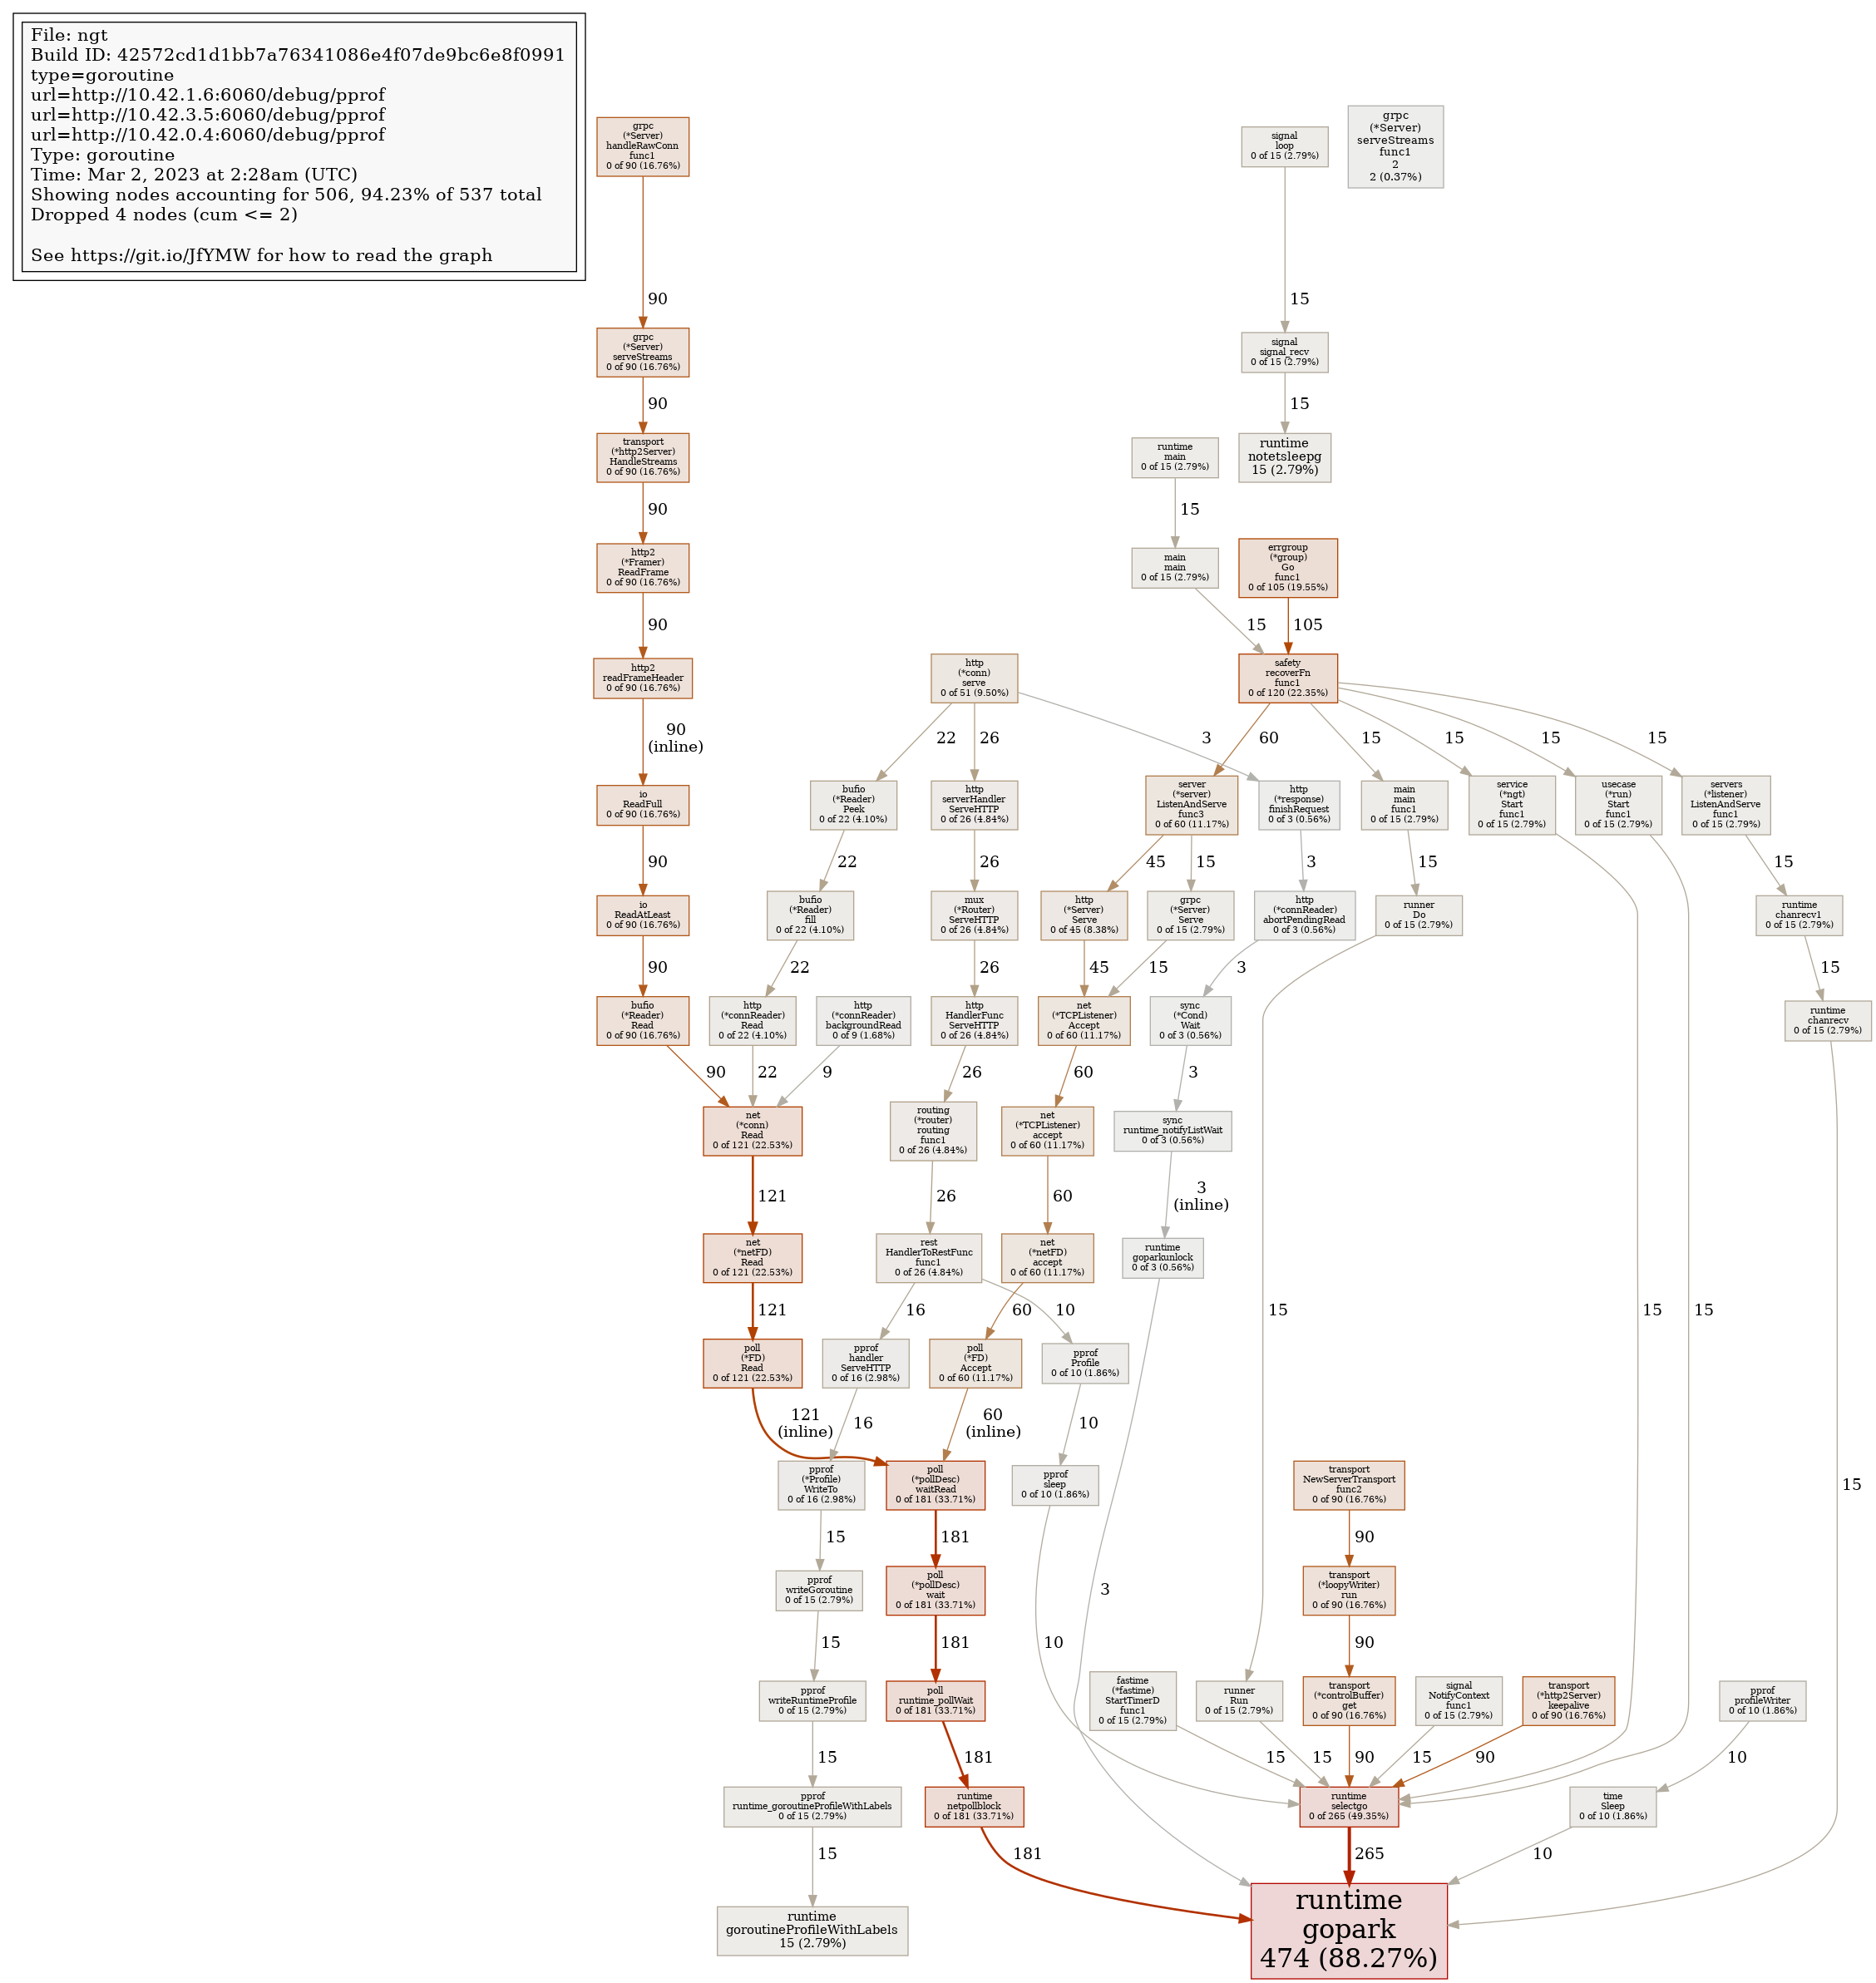 File: ngt
Build ID: 42572cd1d1bb7a76341086e4f07de9bc6e8f0991
type=goroutine
url=http://10.42.1.6:6060/debug/pprof
url=http://10.42.3.5:6060/debug/pprof
url=http://10.42.0.4:6060/debug/pprof
Type: goroutine
Time: Mar 2, 2023 at 2:28am (UTC)
Showing nodes accounting for 506, 94.23% of 537 total
Dropped 4 nodes (cum <= 2)
See https://git.io/JfYMW for how to read the graph
grpc
(*Server)
handleRawConn
func1
0 of 90 (16.76%)
signal
loop
0 of 15 (2.79%)
grpc
(*Server)
serveStreams
func1
2
2 (0.37%)
90
15
grpc
(*Server)
serveStreams
0 of 90 (16.76%)
signal
signal_recv
0 of 15 (2.79%)
90
15
transport
(*http2Server)
HandleStreams
0 of 90 (16.76%)
runtime
main
0 of 15 (2.79%)
runtime
notetsleepg
15 (2.79%)
90
15
http2
(*Framer)
ReadFrame
0 of 90 (16.76%)
main
main
0 of 15 (2.79%)
errgroup
(*group)
Go
func1
0 of 105 (19.55%)
90
15
105
http2
readFrameHeader
0 of 90 (16.76%)
http
(*conn)
serve
0 of 51 (9.50%)
safety
recoverFn
func1
0 of 120 (22.35%)
90
(inline)
22
26
3
60
15
15
15
15
io
ReadFull
0 of 90 (16.76%)
bufio
(*Reader)
Peek
0 of 22 (4.10%)
http
serverHandler
ServeHTTP
0 of 26 (4.84%)
server
(*server)
ListenAndServe
func3
0 of 60 (11.17%)
http
(*response)
finishRequest
0 of 3 (0.56%)
main
main
func1
0 of 15 (2.79%)
service
(*ngt)
Start
func1
0 of 15 (2.79%)
usecase
(*run)
Start
func1
0 of 15 (2.79%)
servers
(*listener)
ListenAndServe
func1
0 of 15 (2.79%)
90
22
26
45
15
3
15
15
io
ReadAtLeast
0 of 90 (16.76%)
bufio
(*Reader)
fill
0 of 22 (4.10%)
mux
(*Router)
ServeHTTP
0 of 26 (4.84%)
http
(*Server)
Serve
0 of 45 (8.38%)
grpc
(*Server)
Serve
0 of 15 (2.79%)
http
(*connReader)
abortPendingRead
0 of 3 (0.56%)
runner
Do
0 of 15 (2.79%)
runtime
chanrecv1
0 of 15 (2.79%)
90
22
26
45
15
3
15
bufio
(*Reader)
Read
0 of 90 (16.76%)
http
(*connReader)
Read
0 of 22 (4.10%)
http
(*connReader)
backgroundRead
0 of 9 (1.68%)
http
HandlerFunc
ServeHTTP
0 of 26 (4.84%)
net
(*TCPListener)
Accept
0 of 60 (11.17%)
sync
(*Cond)
Wait
0 of 3 (0.56%)
runtime
chanrecv
0 of 15 (2.79%)
90
22
9
26
60
3
net
(*conn)
Read
0 of 121 (22.53%)
routing
(*router)
routing
func1
0 of 26 (4.84%)
net
(*TCPListener)
accept
0 of 60 (11.17%)
sync
runtime_notifyListWait
0 of 3 (0.56%)
121
26
60
3
(inline)
net
(*netFD)
Read
0 of 121 (22.53%)
rest
HandlerToRestFunc
func1
0 of 26 (4.84%)
net
(*netFD)
accept
0 of 60 (11.17%)
runtime
goparkunlock
0 of 3 (0.56%)
121
16
60
10
15
15
15
poll
(*FD)
Read
0 of 121 (22.53%)
pprof
handler
ServeHTTP
0 of 16 (2.98%)
poll
(*FD)
Accept
0 of 60 (11.17%)
pprof
Profile
0 of 10 (1.86%)
121
(inline)
16
60
(inline)
10
pprof
(*Profile)
WriteTo
0 of 16 (2.98%)
poll
(*pollDesc)
waitRead
0 of 181 (33.71%)
pprof
sleep
0 of 10 (1.86%)
transport
NewServerTransport
func2
0 of 90 (16.76%)
15
15
181
90
pprof
writeGoroutine
0 of 15 (2.79%)
poll
(*pollDesc)
wait
0 of 181 (33.71%)
3
transport
(*loopyWriter)
run
0 of 90 (16.76%)
15
181
10
90
pprof
writeRuntimeProfile
0 of 15 (2.79%)
poll
runtime_pollWait
0 of 181 (33.71%)
fastime
(*fastime)
StartTimerD
func1
0 of 15 (2.79%)
runner
Run
0 of 15 (2.79%)
transport
(*controlBuffer)
get
0 of 90 (16.76%)
signal
NotifyContext
func1
0 of 15 (2.79%)
transport
(*http2Server)
keepalive
0 of 90 (16.76%)
pprof
profileWriter
0 of 10 (1.86%)
15
181
15
15
90
15
90
10
pprof
runtime_goroutineProfileWithLabels
0 of 15 (2.79%)
runtime
netpollblock
0 of 181 (33.71%)
runtime
selectgo
0 of 265 (49.35%)
time
Sleep
0 of 10 (1.86%)
15
181
265
10
runtime
goroutineProfileWithLabels
15 (2.79%)
runtime
gopark
474 (88.27%)